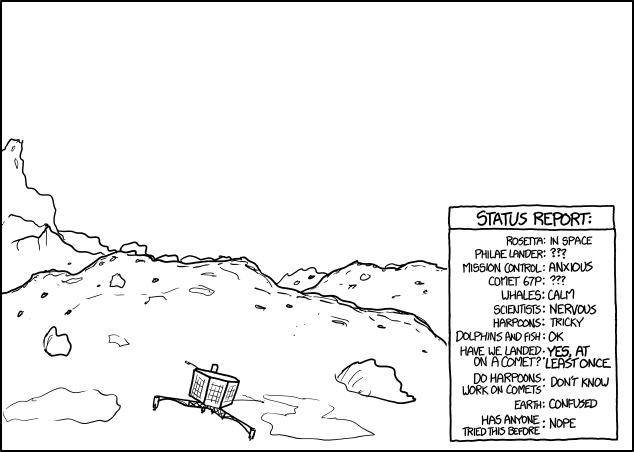 STATUS REPORT:
ROSETTA: IN SPACE
PHILAE LANDER: ???
MISSION CONTROL: ANXIOUS
COMET 67P: ???
WHALES: CALM
SCIENTISTS: NERVOUS
HARPOONS: TRICKY
DOLPHINS AND FISH: OK
HAVE WE LANDED ON A COMET?: YES, AT LEAST ONCE.
DO HARPOONS WORK ON COMETS: DON'T KNOW
EARTH: CONFUSED
HAS ANYONE TRIED THIS BEFORE: NOPE